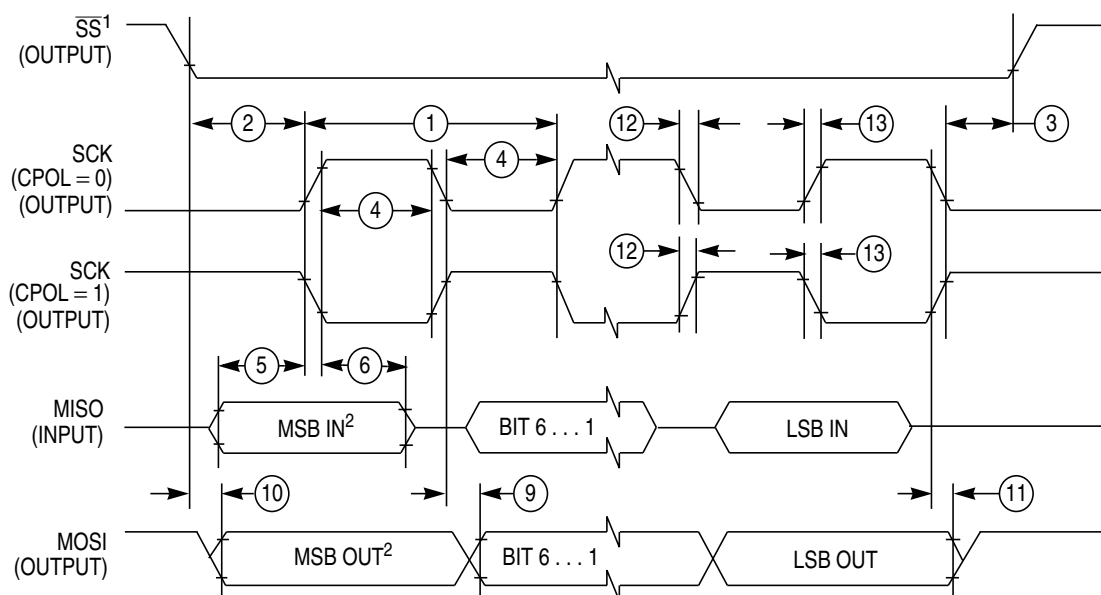 SS¹
(OUTPUT)
2
1
12
13
3
SCK
(CPOL = 0)
(OUTPUT)
4
4
SCK
(CPOL = 1)
(OUTPUT)
12
13
5
6
MISO
(INPUT)
MSB IN²
BIT 6 . . . 1
LSB IN
10
9
11
MOSI
(OUTPUT)
MSB OUT²
BIT 6 . . . 1
LSB OUT